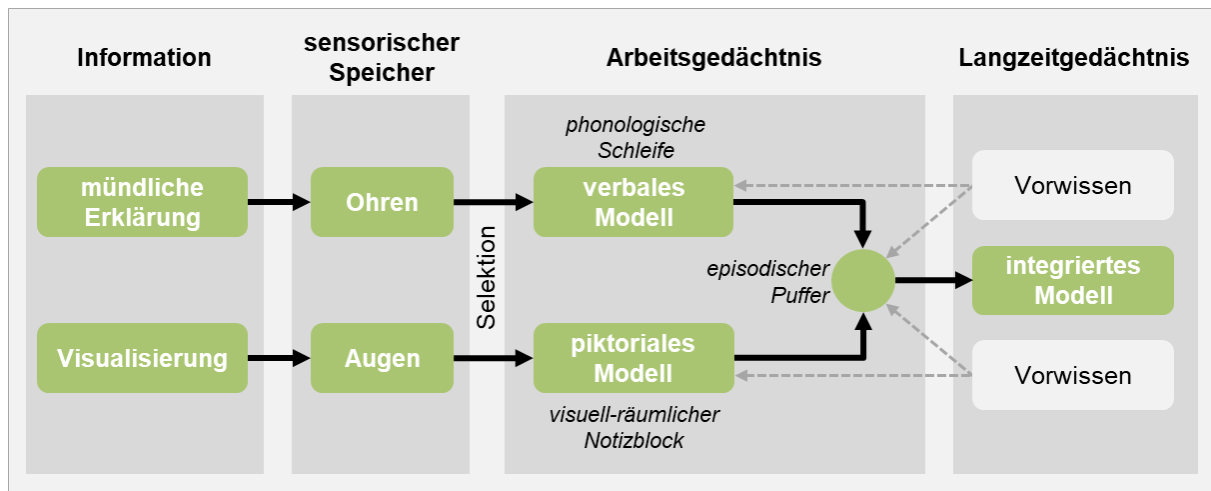 Information
sensorischer
Speicher
Arbeitsgedächtnis
Langzeitgedächtnis
phonologische
Schleife
mündliche
Erklärung
Ohren
verbales
Modell
Vorwissen
Selektion
episodischer
Puffer
integriertes
Modell
Visualisierung
Augen
piktoriales
Modell
Vorwissen
visuell-räumlicher
Notizblock